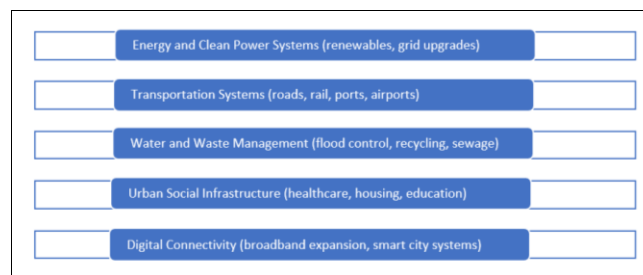 Energy and Clean Power Systems (renewables, grid upgrades)
Transportation Systems (roads, rail, ports, airports)
Water and Waste Management (flood control, recycling, sewage)
Urban Social Infrastructure (healthcare, housing, education)
Digital Connectivity (broadband expansion, smart city systems)